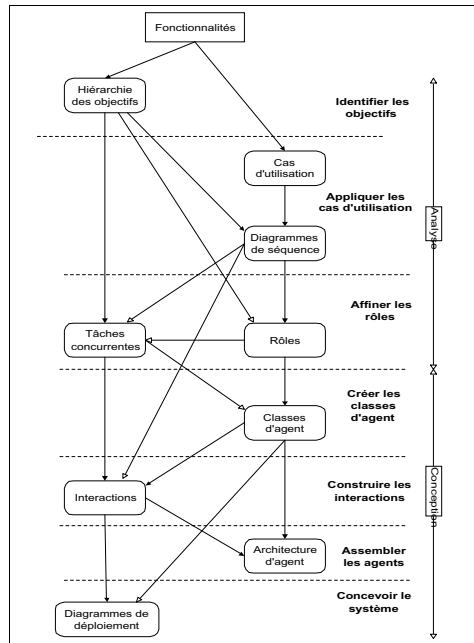 Fonctionnalités
Hiérarchie
des objectifs
Identifier les
objectifs
Cas
d'utilisation
Appliquer les
cas d'utilisation
Analyse
Diagrammes
de séquence
Affiner les
rôles
Tâches
concurrentes
Rôles
Créer les
classes
d'agent
Classes
d'agent
Construire les
interactions
Conception
Interactions
Architecture
d'agent
Assembler
les agents
Concevoir le
système
Diagrammes de
déploiement